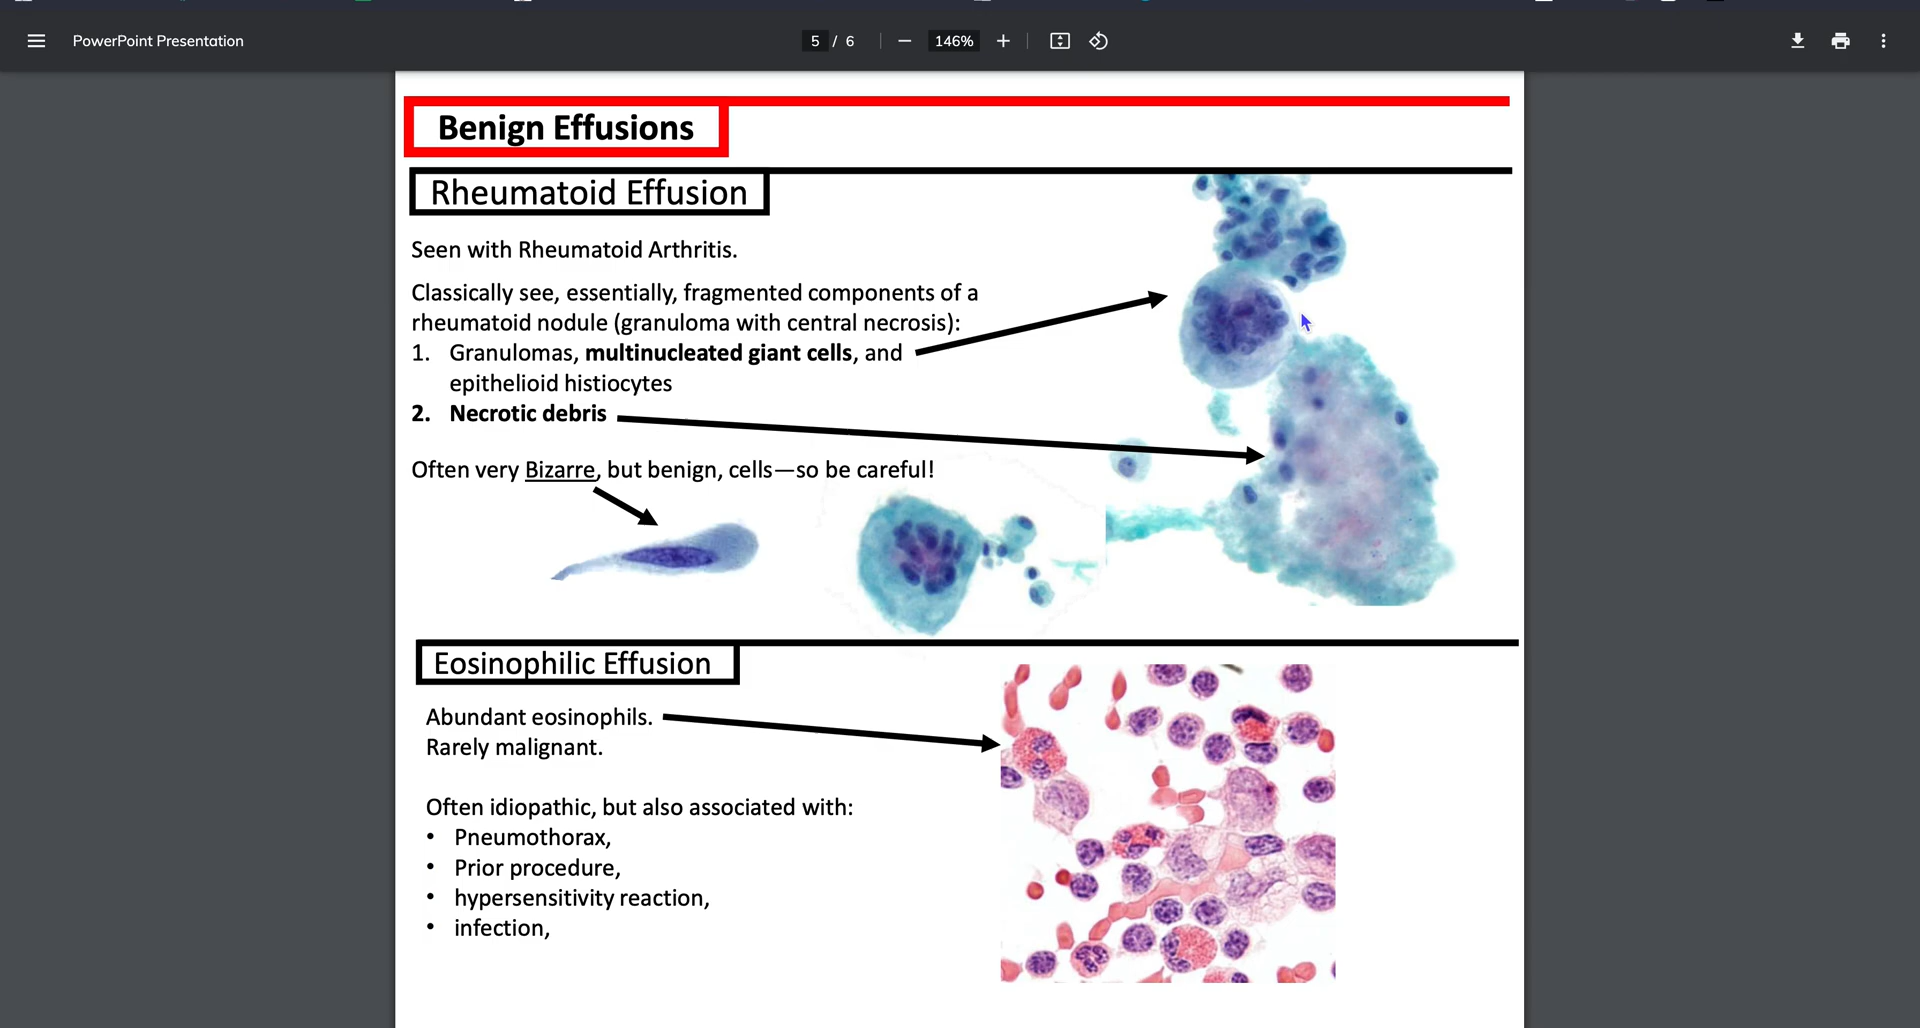 PowerPoint Presentation
5 / 6
146%
Benign Effusions
Rheumatoid Effusion
Seen with Rheumatoid Arthritis.
Classically see, essentially, fragmented components of a
rheumatoid nodule (granuloma with central necrosis):
1. Granulomas, multinucleated giant cells, and
epithelioid histiocytes
2. Necrotic debris
Often very Bizarre, but benign, cells—so be careful!
Eosinophilic Effusion
Abundant eosinophils.
Rarely malignant.
Often idiopathic, but also associated with:
• Pneumothorax,
• Prior procedure,
• hypersensitivity reaction,
• infection,